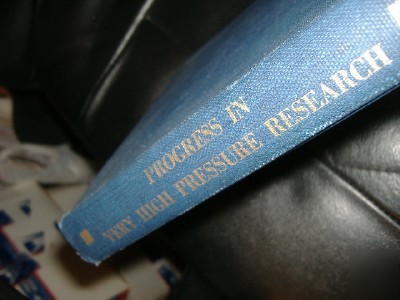 PROGRESS IN
VERY HIGH PRESSURE RESEARCH